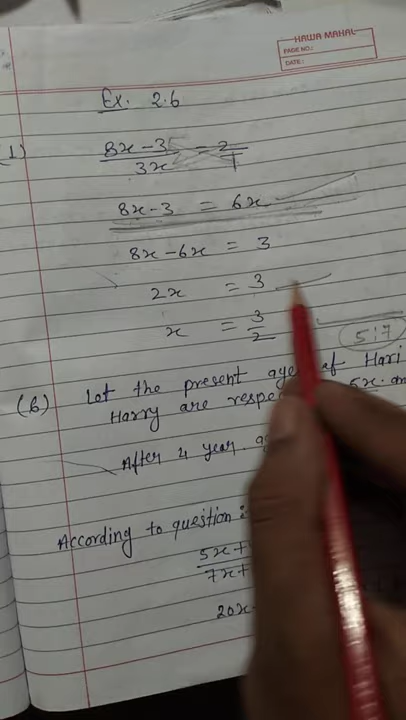 HAWA MAHAL
PAGE NO.:
DATE:
Ex. 2.6
(1)
8x-3 / 3x = 2 / 1
8x-3 = 6x
8x-6x = 3
2x = 3
x = 3/2
5:7
(6) Let the present age of Hari
Harry are 5x.
After 4 year
According to question:
5x+
7x+
20x